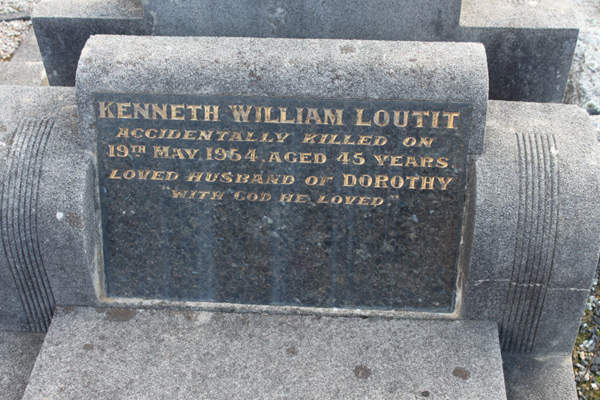 KENNETH WILLIAM LOUTIT
ACCIDENTALLY KILLED ON
19TH MAY 1954 AGED 45 YEARS.
LOVED HUSBAND OF DOROTHY
"WITH GOD HE LOVED"